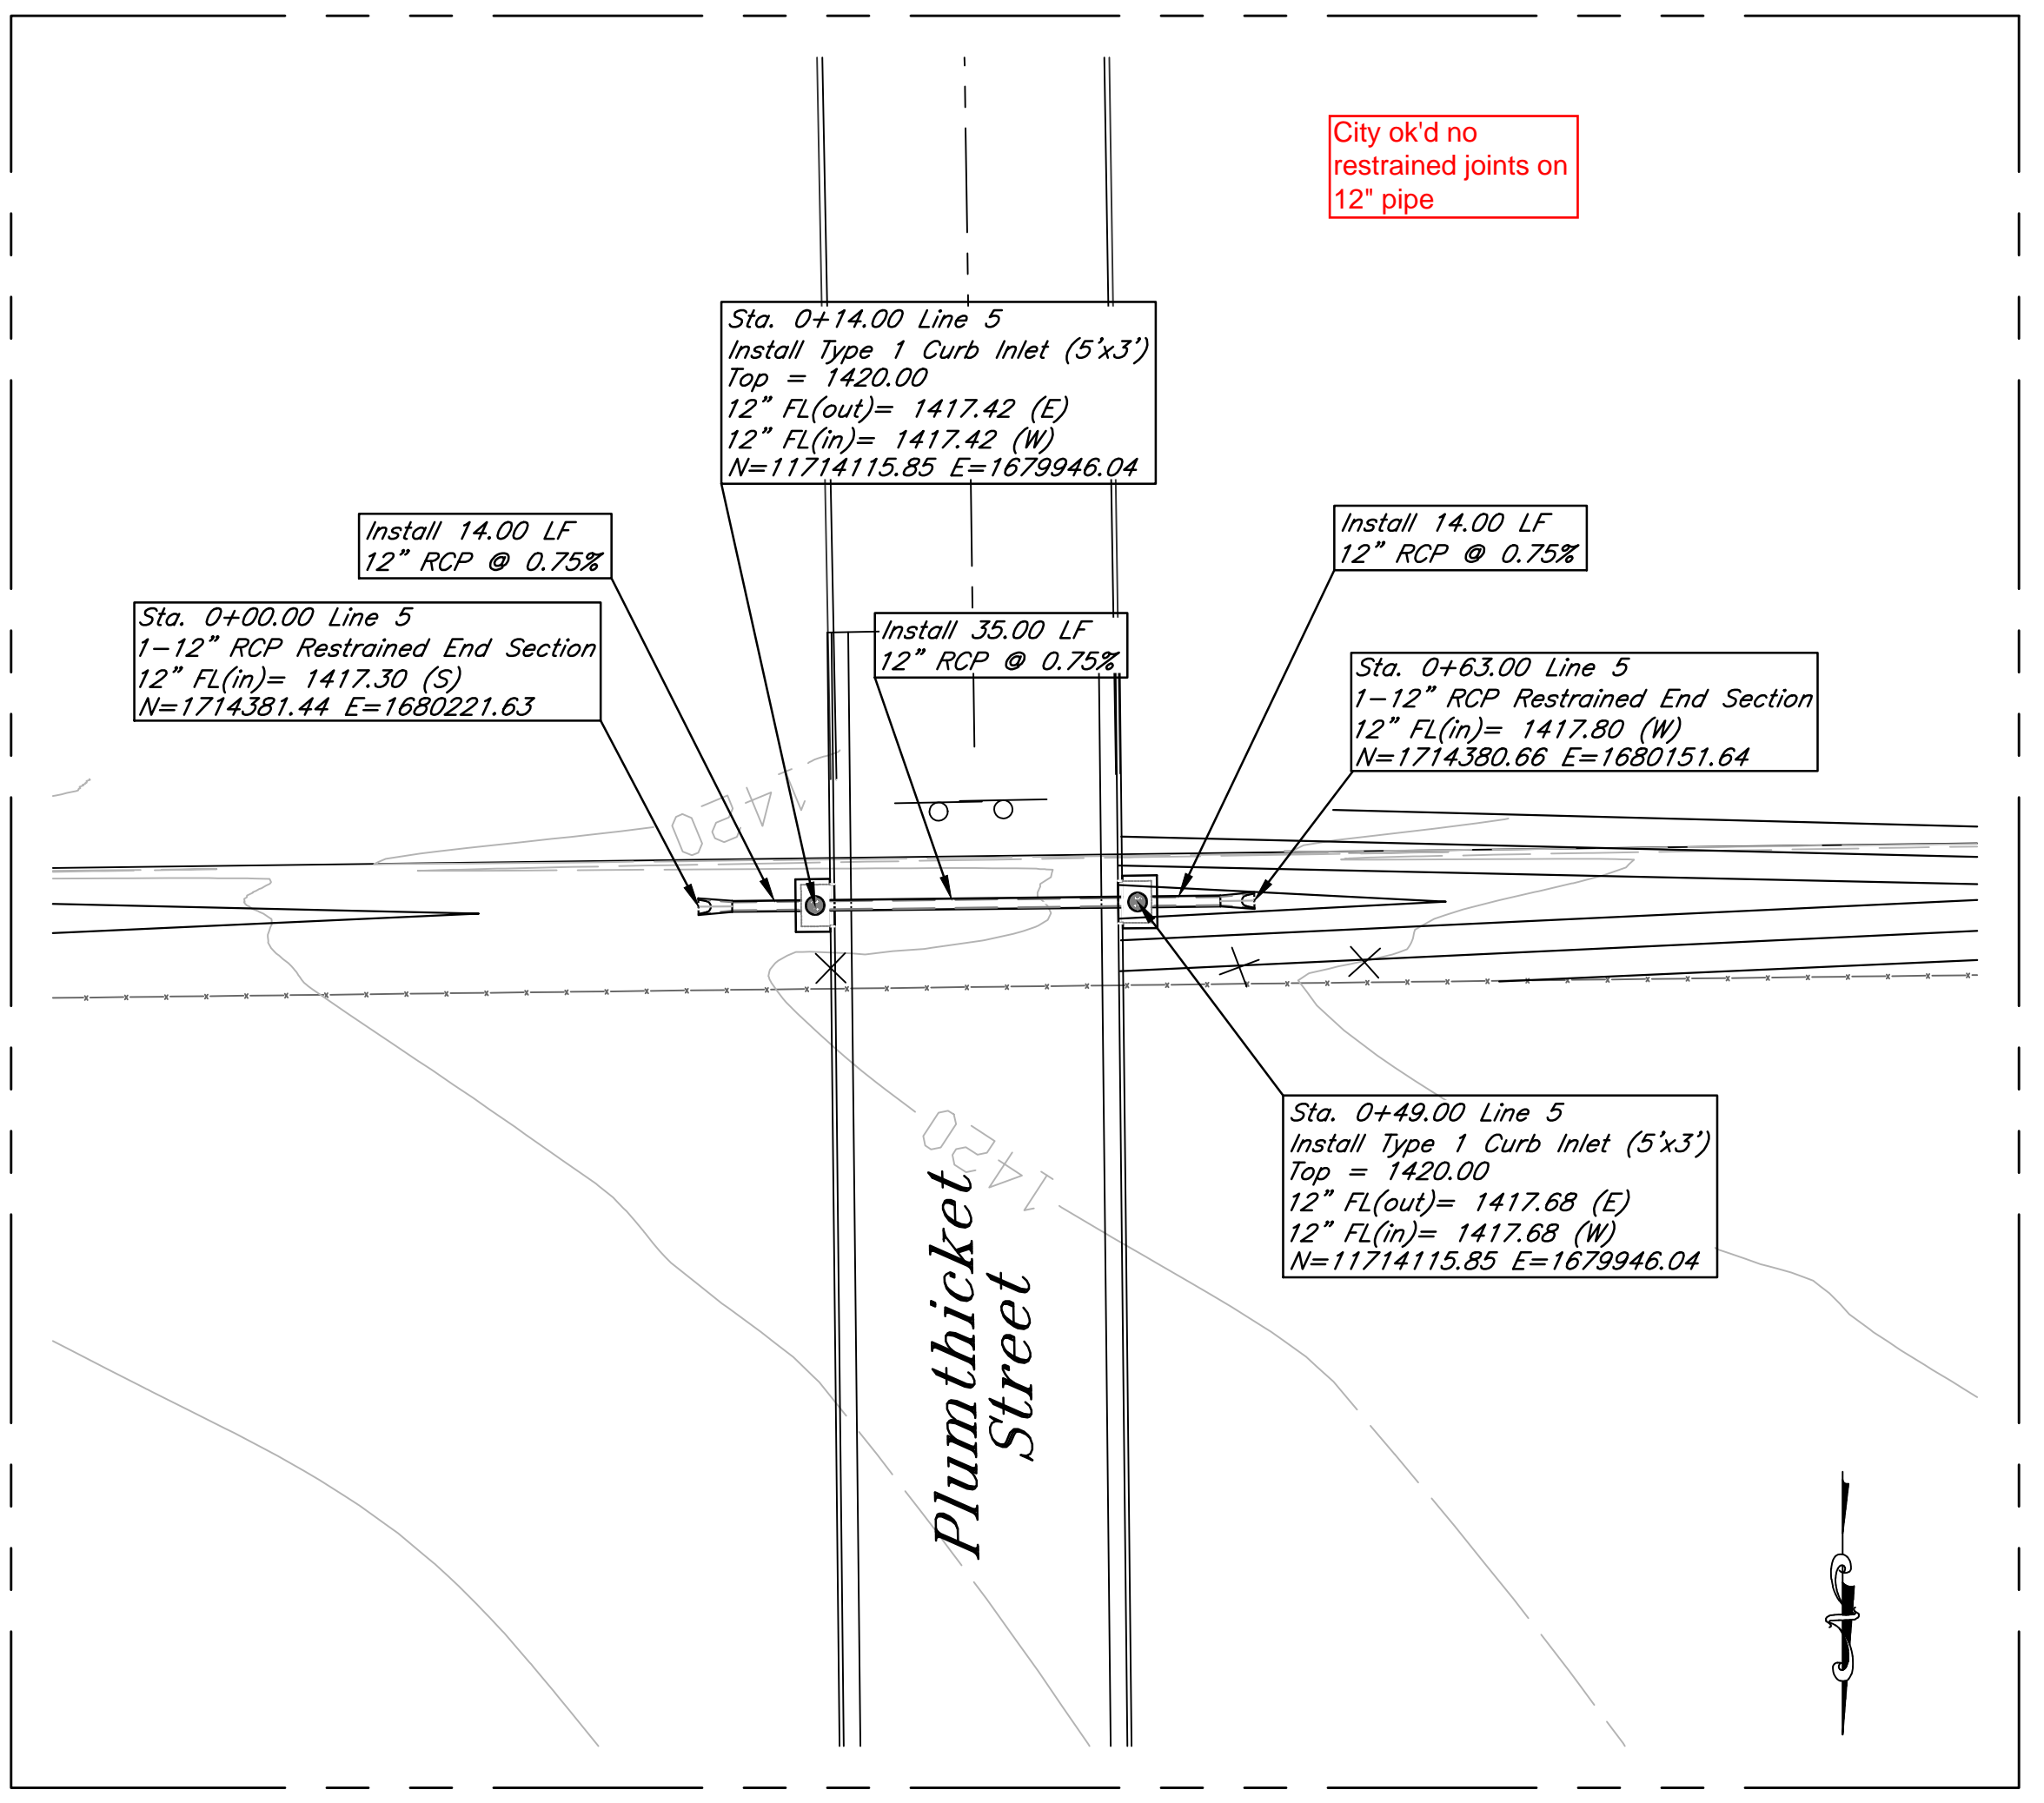 City ok'd no
restrained joints on
12" pipe
Sta. 0+14.00 Line 5
Install Type 1 Curb Inlet (5'x3')
Top = 1420.00
12" FL(out)= 1417.42 (E)
12" FL(in)= 1417.42 (W)
N=11714115.85 E=1679946.04
Install 14.00 LF
12" RCP @ 0.75%
Install 14.00 LF
12" RCP @ 0.75%
Sta. 0+00.00 Line 5
1-12" RCP Restrained End Section
12" FL(in)= 1417.30 (S)
N=1714381.44 E=1680221.63
Install 35.00 LF
12" RCP @ 0.75%
Sta. 0+63.00 Line 5
1-12" RCP Restrained End Section
12" FL(in)= 1417.80 (W)
N=1714380.66 E=1680151.64
1420
1420
Sta. 0+49.00 Line 5
Install Type 1 Curb Inlet (5'x3')
Top = 1420.00
12" FL(out)= 1417.68 (E)
12" FL(in)= 1417.68 (W)
N=11714115.85 E=1679946.04
Plumthicket
Street